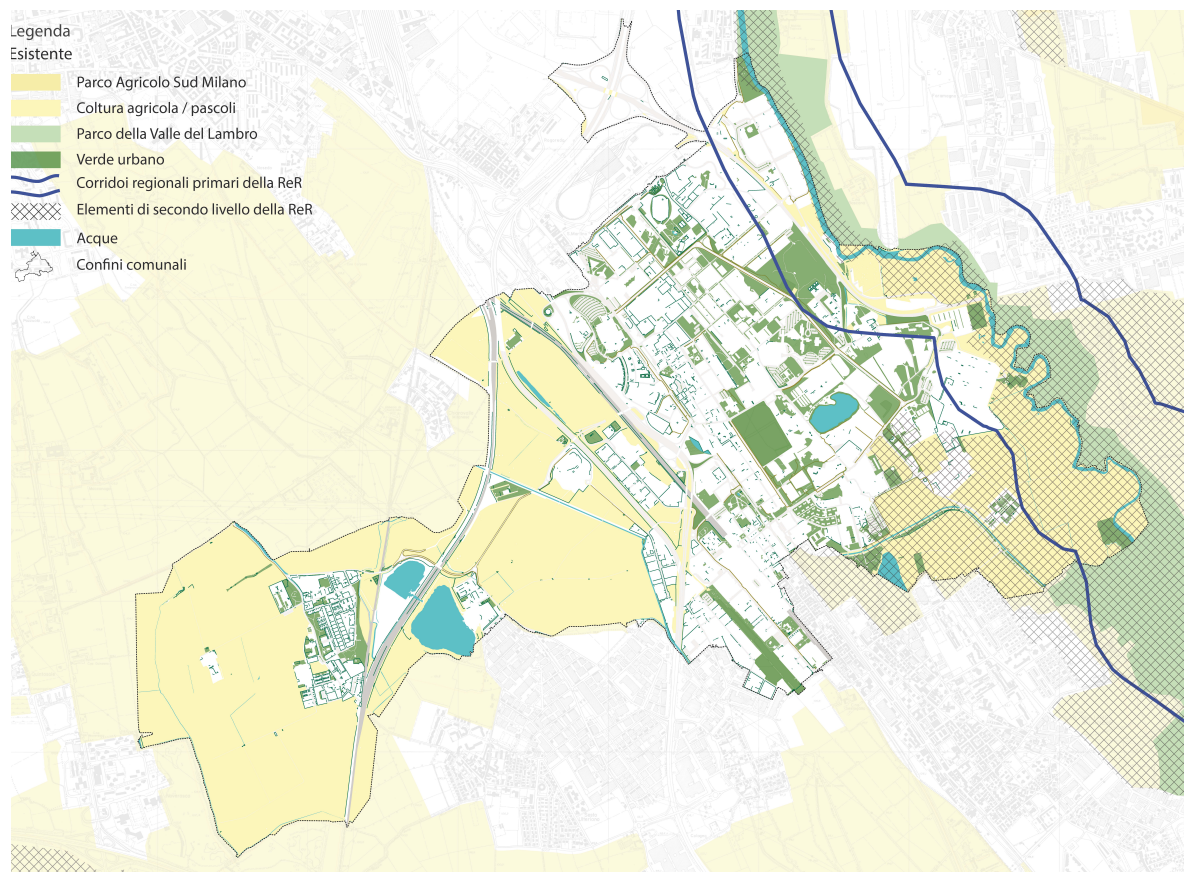 Legenda
Esistente
Parco Agricolo Sud Milano
Coltura agricola / pascoli
Parco della Valle del Lambro
Verde urbano
Corridoi regionali primari della ReR
Elementi di secondo livello della ReR
Acque
Confini comunali